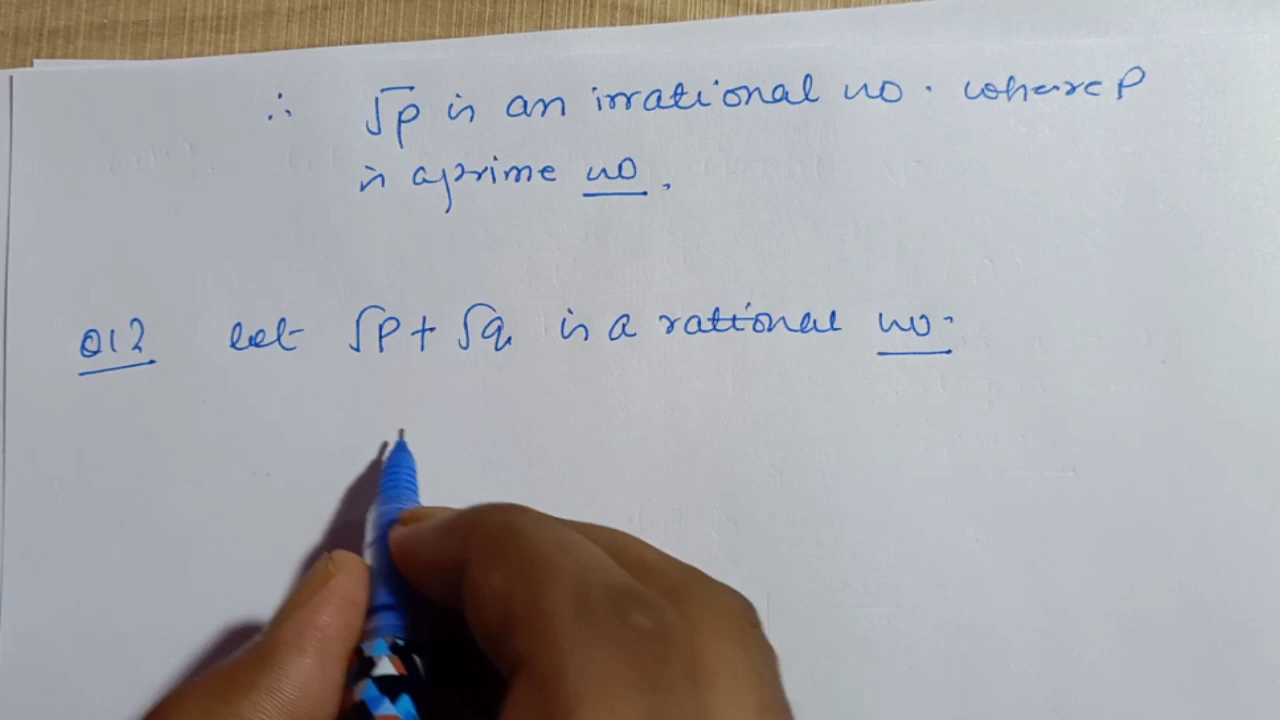 ∴ √p is an irrational no. where p
is a prime no.
Q12 let √p + √q is a rational no.